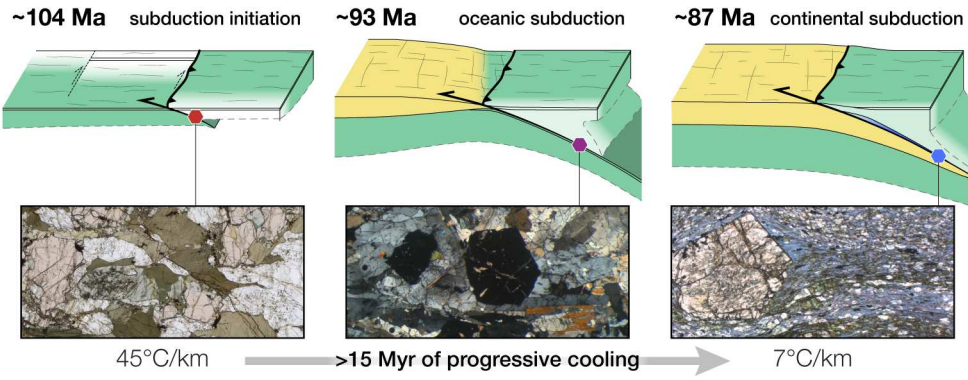 ~104 Ma subduction initiation
~93 Ma oceanic subduction
~87 Ma continental subduction
45°C/km
>15 Myr of progressive cooling
7°C/km